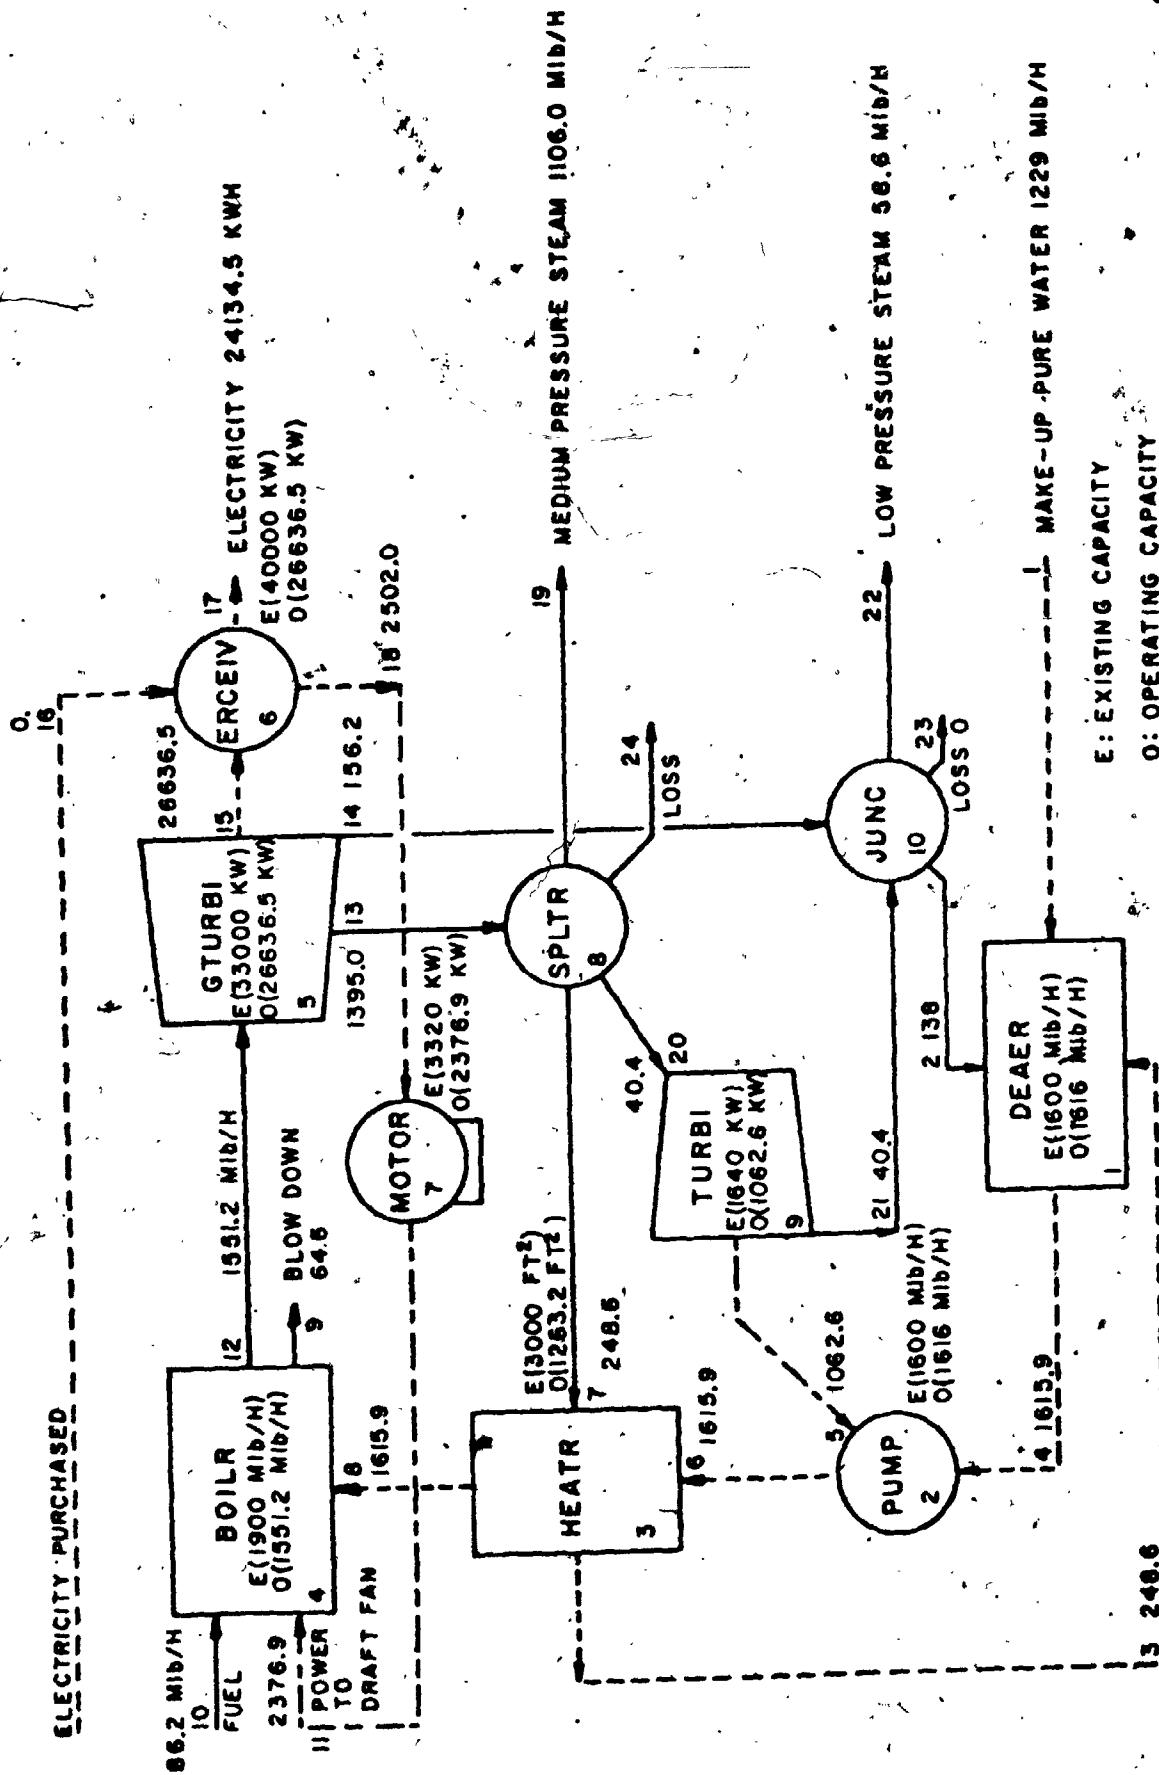 ELECTRICITY PURCHASED
0.
16
86.2 Mlb/H
10
FUEL
2376.9
11 POWER
TO
DRAFT FAN
BOILR
E(1900 Mlb/H)
O(1551.2 Mlb/H)
4
12
1551.2 Mlb/H
BLOW DOWN
9
64.6
8
1615.9
GTURBI
E(33000 KW)
O(26636.5 KW)
5
26636.5
15
ERCEIV
6
17
ELECTRICITY 24134.5 KWH
E(40000 KW)
O(26636.5 KW)
18 2502.0
14 156.2
1395.0 13
MOTOR
7
E(3320 KW)
O(2376.9 KW)
HEATR
3
E(3000 FT²)
O(1263.2 FT²)
7
248.6
6 1615.9
SPLTR
8
19
MEDIUM PRESSURE STEAM 1106.0 Mlb/H
24
LOSS
40.4
20
TURBI
E(1640 KW)
O(1062.6 KW)
9
21 40.4
JUNC
10
22
LOW PRESSURE STEAM 58.6 Mlb/H
23
LOSS 0
PUMP
2
5
1062.6
E(1600 Mlb/H)
O(1616 Mlb/H)
14 1615.9
2 138
DEAER
E(1600 Mlb/H)
O(1616 Mlb/H)
1
1
MAKE-UP PURE WATER 1229 Mlb/H
13 248.6
E: EXISTING CAPACITY
O: OPERATING CAPACITY